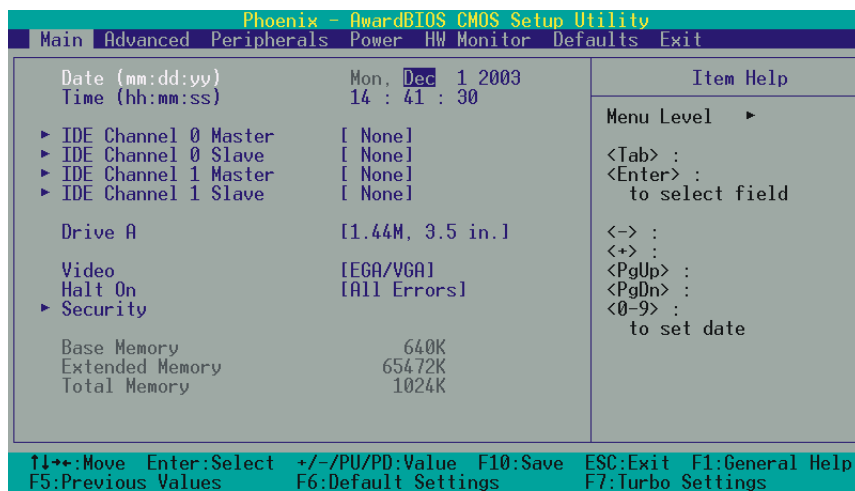 Phoenix - AwardBIOS CMOS Setup Utility
Main Advanced Peripherals Power HW Monitor Defaults Exit
Date (mm:dd:yy) Mon, Dec 1 2003
Time (hh:mm:ss) 14 : 41 : 30
▶ IDE Channel 0 Master [ None]
▶ IDE Channel 0 Slave [ None]
▶ IDE Channel 1 Master [ None]
▶ IDE Channel 1 Slave [ None]
Drive A [1.44M, 3.5 in.]
Video [EGA/VGA]
Halt On [All Errors]
▶ Security
Base Memory 640K
Extended Memory 65472K
Total Memory 1024K
Item Help
Menu Level ▶
<Tab> :
<Enter> :
to select field
<-> :
<+> :
<PgUp> :
<PgDn> :
<0-9> :
to set date
↑↓→←:Move Enter:Select +/-/PU/PD:Value F10:Save ESC:Exit F1:General Help
F5:Previous Values F6:Default Settings F7:Turbo Settings